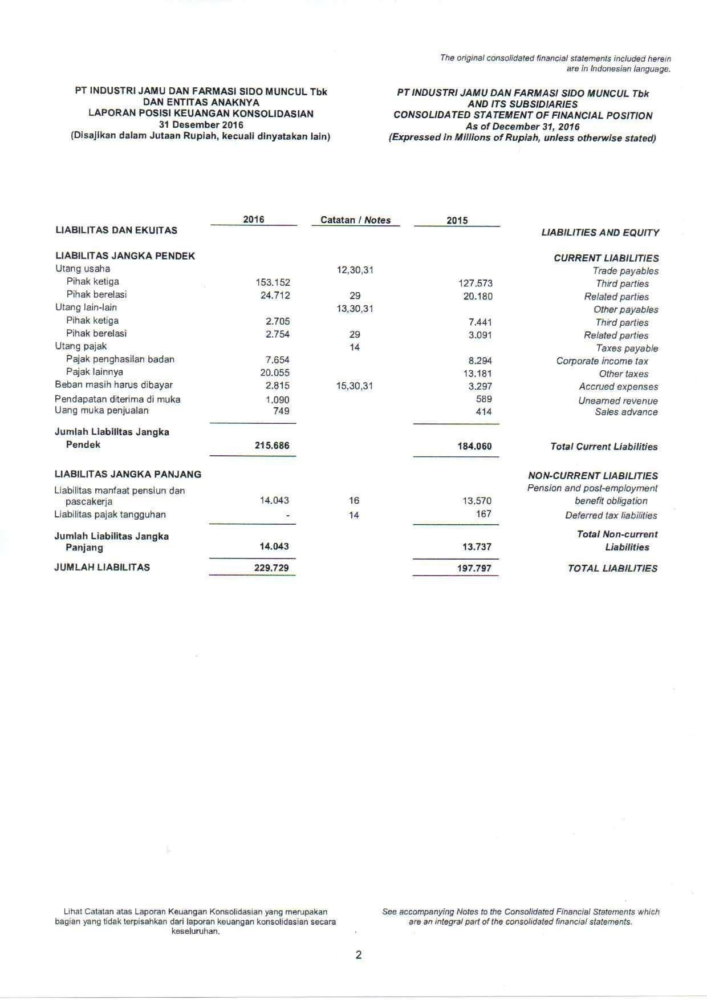 The original consolidated financial statements included herein
are in Indonesian language.
PT INDUSTRI JAMU DAN FARMASI SIDO MUNCUL Tbk
DAN ENTITAS ANAKNYA
LAPORAN POSISI KEUANGAN KONSOLIDASIAN
31 Desember 2016
(Disajikan dalam Jutaan Rupiah, kecuali dinyatakan lain)
PT INDUSTRI JAMU DAN FARMASI SIDO MUNCUL Tbk
AND ITS SUBSIDIARIES
CONSOLIDATED STATEMENT OF FINANCIAL POSITION
As of December 31, 2016
(Expressed in Millions of Rupiah, unless otherwise stated)
2016 Catatan / Notes 2015
LIABILITAS DAN EKUITAS LIABILITIES AND EQUITY
LIABILITAS JANGKA PENDEK CURRENT LIABILITIES
Utang usaha 12,30,31 Trade payables
Pihak ketiga 153.152 127.573 Third parties
Pihak berelasi 24.712 29 20.180 Related parties
Utang lain-lain 13,30,31 Other payables
Pihak ketiga 2.705 7.441 Third parties
Pihak berelasi 2.754 29 3.091 Related parties
Utang pajak 14 Taxes payable
Pajak penghasilan badan 7.654 8.294 Corporate income tax
Pajak lainnya 20.055 13.181 Other taxes
Beban masih harus dibayar 2.815 15,30,31 3.297 Accrued expenses
Pendapatan diterima di muka 1.090 589 Unearned revenue
Uang muka penjualan 749 414 Sales advance
Jumlah Liabilitas Jangka
Pendek 215.686 184.060 Total Current Liabilities
LIABILITAS JANGKA PANJANG NON-CURRENT LIABILITIES
Liabilitas manfaat pensiun dan Pension and post-employment
pascakerja 14.043 16 13.570 benefit obligation
Liabilitas pajak tangguhan - 14 167 Deferred tax liabilities
Jumlah Liabilitas Jangka Total Non-current
Panjang 14.043 13.737 Liabilities
JUMLAH LIABILITAS 229.729 197.797 TOTAL LIABILITIES
Lihat Catatan atas Laporan Keuangan Konsolidasian yang merupakan
bagian yang tidak terpisahkan dari laporan keuangan konsolidasian secara
keseluruhan.
See accompanying Notes to the Consolidated Financial Statements which
are an integral part of the consolidated financial statements.
2